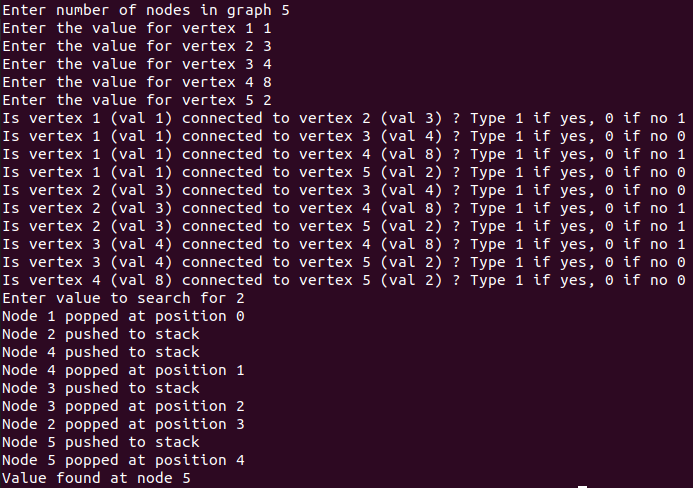 Enter number of nodes in graph 5
Enter the value for vertex 1 1
Enter the value for vertex 2 3
Enter the value for vertex 3 4
Enter the value for vertex 4 8
Enter the value for vertex 5 2
Is vertex 1 (val 1) connected to vertex 2 (val 3) ? Type 1 if yes, 0 if no 1
Is vertex 1 (val 1) connected to vertex 3 (val 4) ? Type 1 if yes, 0 if no 0
Is vertex 1 (val 1) connected to vertex 4 (val 8) ? Type 1 if yes, 0 if no 1
Is vertex 1 (val 1) connected to vertex 5 (val 2) ? Type 1 if yes, 0 if no 0
Is vertex 2 (val 3) connected to vertex 3 (val 4) ? Type 1 if yes, 0 if no 0
Is vertex 2 (val 3) connected to vertex 4 (val 8) ? Type 1 if yes, 0 if no 1
Is vertex 2 (val 3) connected to vertex 5 (val 2) ? Type 1 if yes, 0 if no 1
Is vertex 3 (val 4) connected to vertex 4 (val 8) ? Type 1 if yes, 0 if no 1
Is vertex 3 (val 4) connected to vertex 5 (val 2) ? Type 1 if yes, 0 if no 0
Is vertex 4 (val 8) connected to vertex 5 (val 2) ? Type 1 if yes, 0 if no 0
Enter value to search for 2
Node 1 popped at position 0
Node 2 pushed to stack
Node 4 pushed to stack
Node 4 popped at position 1
Node 3 pushed to stack
Node 3 popped at position 2
Node 2 popped at position 3
Node 5 pushed to stack
Node 5 popped at position 4
Value found at node 5